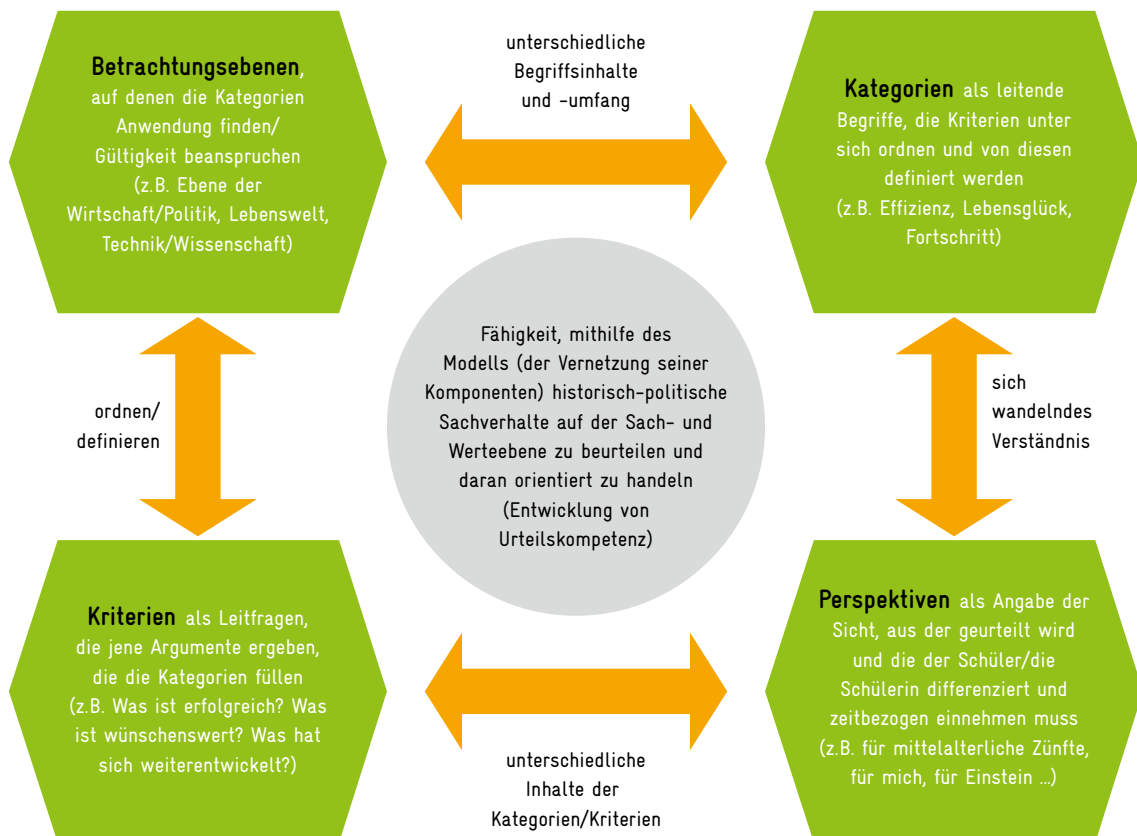 Betrachtungsebenen,
auf denen die Kategorien
Anwendung finden/
Gültigkeit beanspruchen
(z.B. Ebene der
Wirtschaft/Politik, Lebenswelt,
Technik/Wissenschaft)
unterschiedliche
Begriffsinhalte
und -umfang
Kategorien als leitende
Begriffe, die Kriterien unter
sich ordnen und von diesen
definiert werden
(z.B. Effizienz, Lebensglück,
Fortschritt)
ordnen/
definieren
Fähigkeit, mithilfe des
Modells (der Vernetzung seiner
Komponenten) historisch-politische
Sachverhalte auf der Sach- und
Werteebene zu beurteilen und
daran orientiert zu handeln
(Entwicklung von
Urteilskompetenz)
sich
wandelndes
Verständnis
Kriterien als Leitfragen,
die jene Argumente ergeben,
die die Kategorien füllen
(z.B. Was ist erfolgreich? Was
ist wünschenswert? Was hat
sich weiterentwickelt?)
unterschiedliche
Inhalte der
Kategorien/Kriterien
Perspektiven als Angabe der
Sicht, aus der geurteilt wird
und die der Schüler/die
Schülerin differenziert und
zeitbezogen einnehmen muss
(z.B. für mittelalterliche Zünfte,
für mich, für Einstein …)